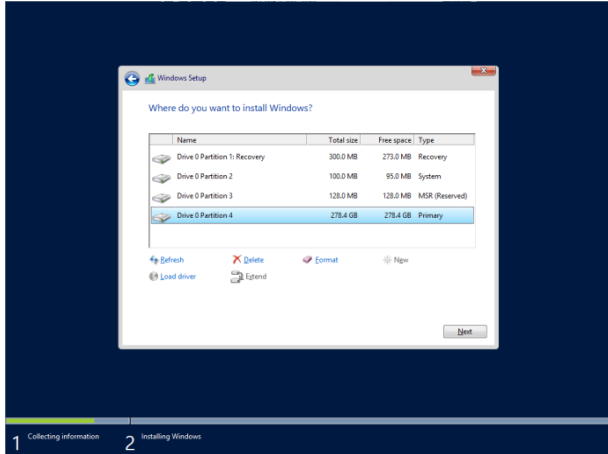 Windows Setup
Where do you want to install Windows?
Name Total size Free space Type
Drive 0 Partition 1: Recovery 300.0 MB 273.0 MB Recovery
Drive 0 Partition 2 100.0 MB 95.0 MB System
Drive 0 Partition 3 128.0 MB 128.0 MB MSR (Reserved)
Drive 0 Partition 4 278.4 GB 278.4 GB Primary
Refresh Delete Format New
Load driver Extend
Next
1 Collecting information 2 Installing Windows